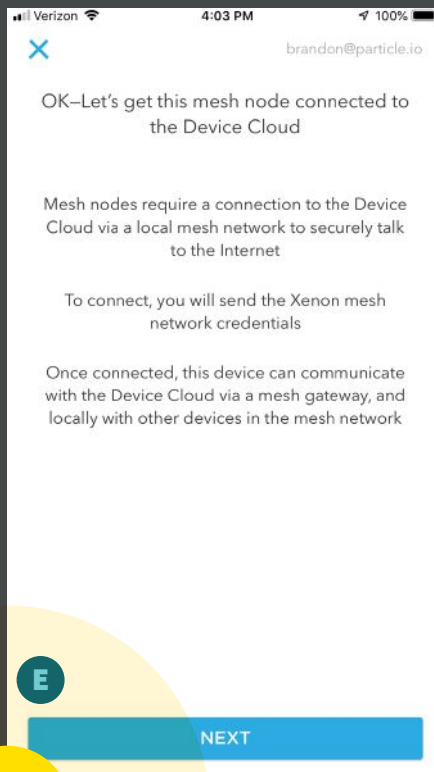 Verizon 4:03 PM 100%
brandon@particle.io
OK–Let's get this mesh node connected to
the Device Cloud
Mesh nodes require a connection to the Device
Cloud via a local mesh network to securely talk
to the Internet
To connect, you will send the Xenon mesh
network credentials
Once connected, this device can communicate
with the Device Cloud via a mesh gateway, and
locally with other devices in the mesh network
E
NEXT